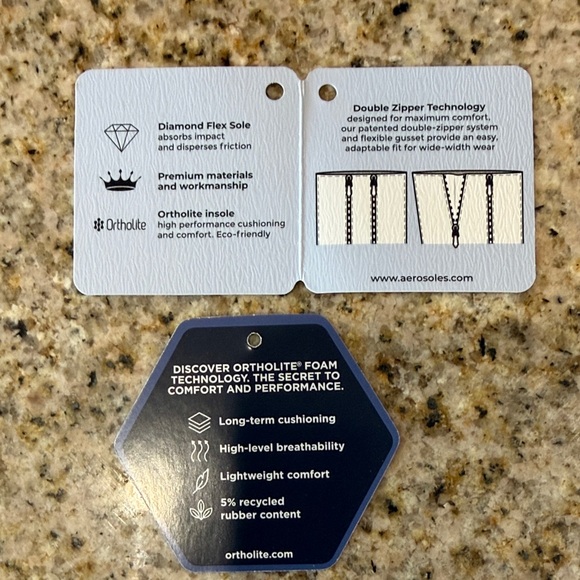 Diamond Flex Sole
absorbs impact
and disperses friction
Premium materials
and workmanship
Ortholite
Ortholite insole
high performance cushioning
and comfort. Eco-friendly
Double Zipper Technology
designed for maximum comfort,
our patented double-zipper system
and flexible gusset provide an easy,
adaptable fit for wide-width wear
www.aerosoles.com
DISCOVER ORTHOLITE® FOAM
TECHNOLOGY. THE SECRET TO
COMFORT AND PERFORMANCE.
Long-term cushioning
High-level breathability
Lightweight comfort
5% recycled
rubber content
ortholite.com